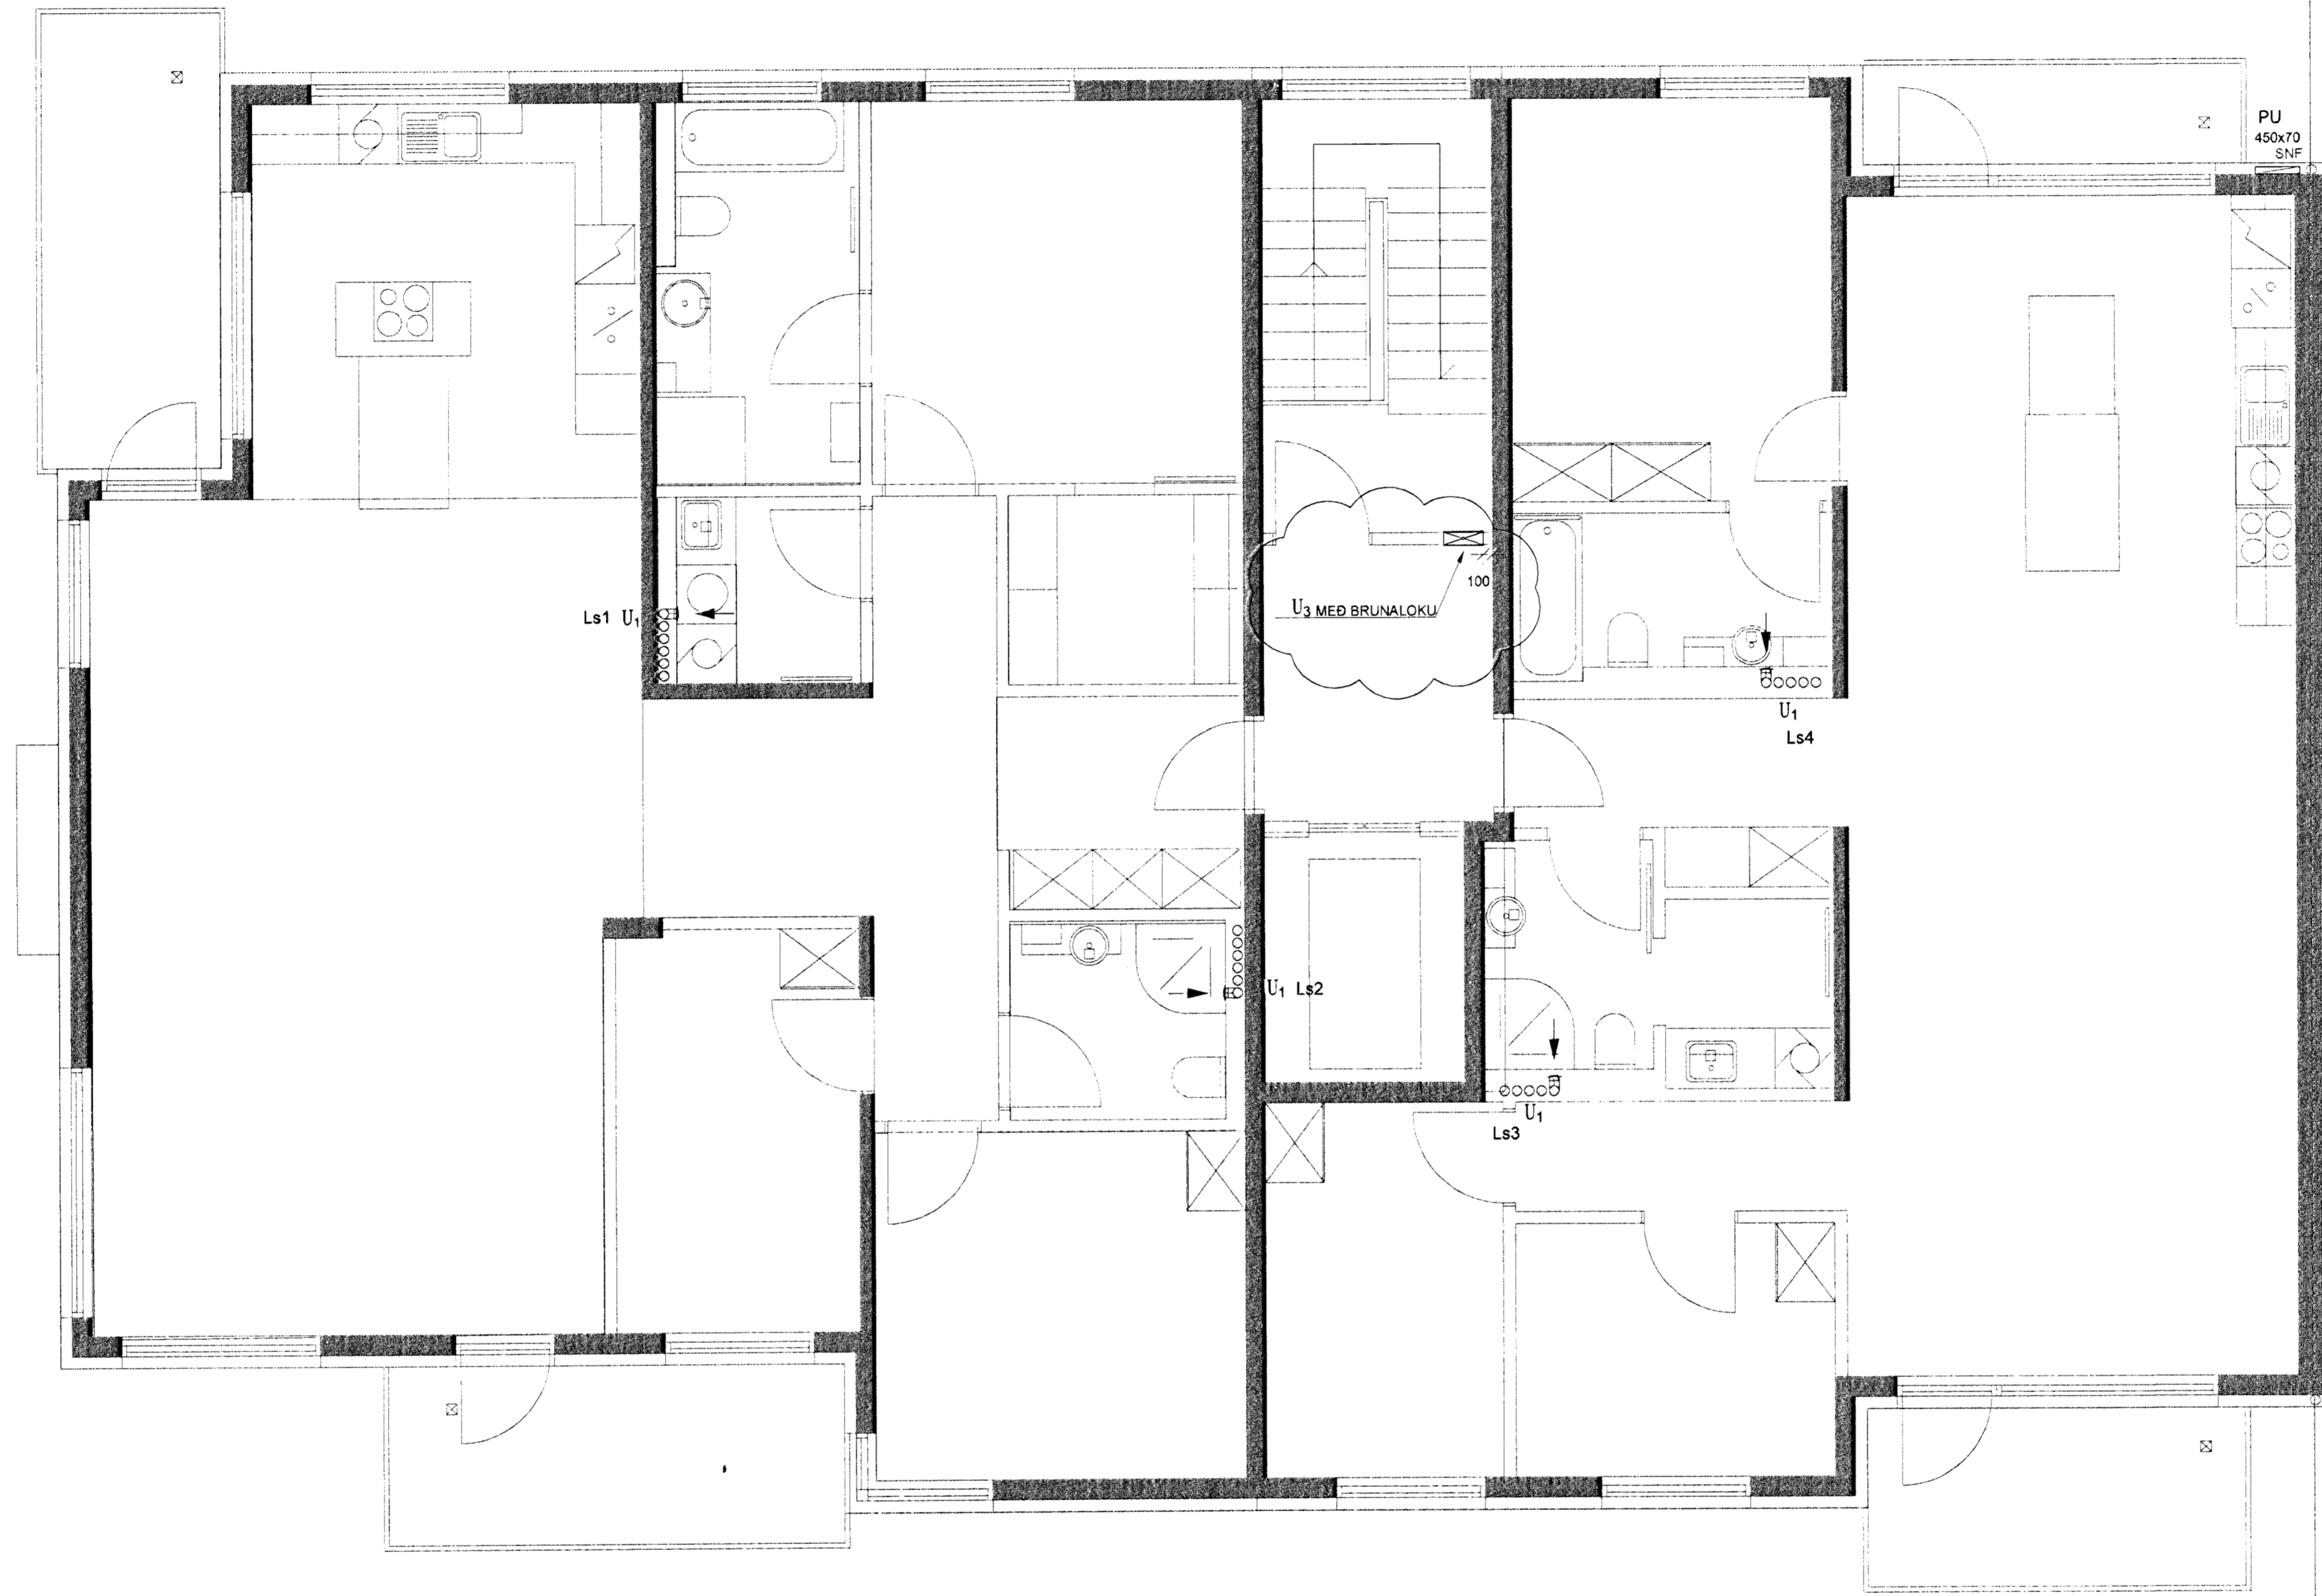 PU
450x70
SNF
100
U3 MEÐ BRUNALOKU
Ls1 U1
U1
Ls4
U1 Ls2
U1
Ls3